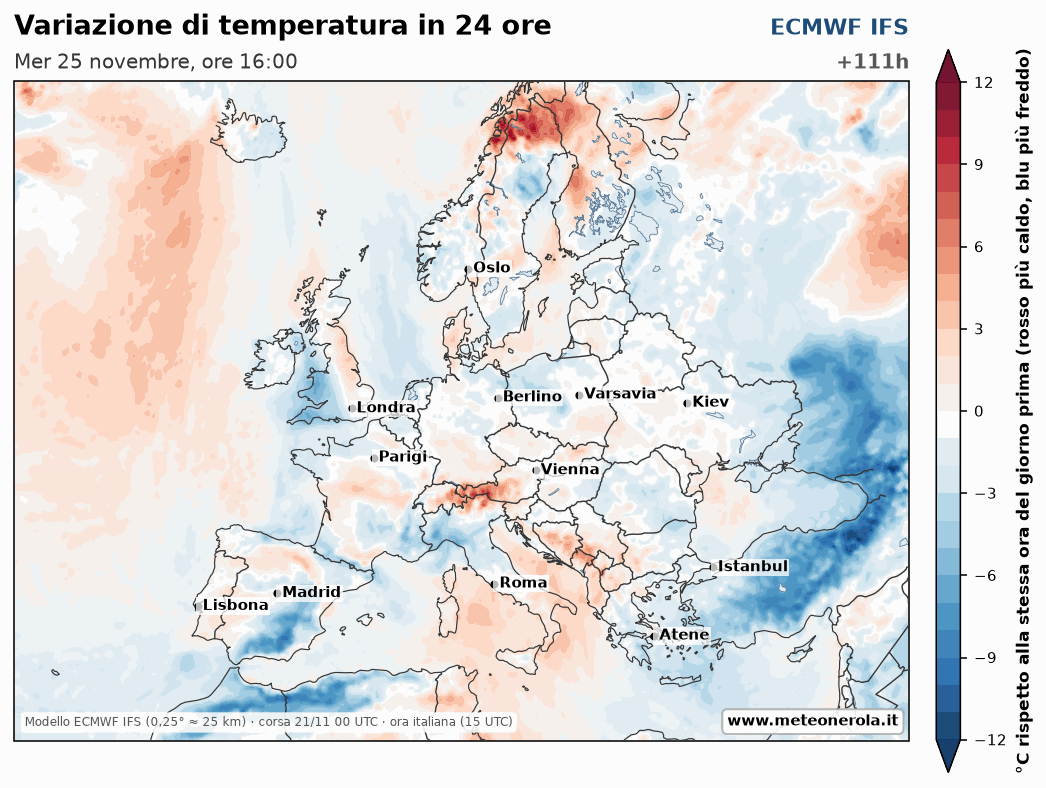 Variazione di temperatura in 24 ore
ECMWF IFS
Mer 25 novembre, ore 16:00
+111h
Oslo
Londra
Berlino
Varsavia
Kiev
Parigi
Vienna
Madrid
Lisbona
Roma
Istanbul
Atene
Modello ECMWF IFS (0,25° ≈ 25 km) · corsa 21/11 00 UTC · ora italiana (15 UTC)
www.meteonerola.it
12
9
6
3
0
−3
−6
−9
−12
°C rispetto alla stessa ora del giorno prima (rosso più caldo, blu più freddo)